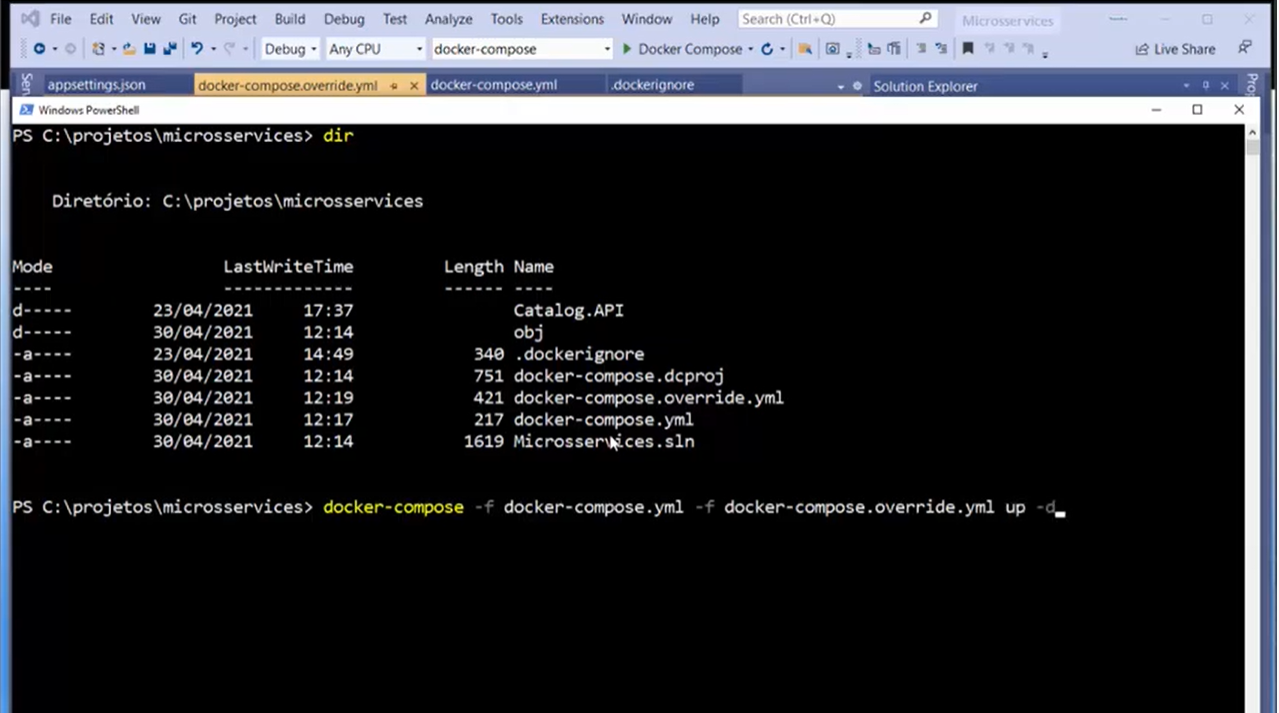 File Edit View Git Project Build Debug Test Analyze Tools Extensions Window Help Search (Ctrl+Q) Microsservices
Debug Any CPU docker-compose Docker Compose Live Share
appsettings.json docker-compose.override.yml docker-compose.yml .dockerignore Solution Explorer
Windows PowerShell
PS C:\projetos\microsservices> dir
Diretório: C:\projetos\microsservices
Mode LastWriteTime Length Name
---- ------------- ------ ----
d----- 23/04/2021 17:37 Catalog.API
d----- 30/04/2021 12:14 obj
-a---- 23/04/2021 14:49 340 .dockerignore
-a---- 30/04/2021 12:14 751 docker-compose.dcproj
-a---- 30/04/2021 12:19 421 docker-compose.override.yml
-a---- 30/04/2021 12:17 217 docker-compose.yml
-a---- 30/04/2021 12:14 1619 Microsservices.sln
PS C:\projetos\microsservices> docker-compose -f docker-compose.yml -f docker-compose.override.yml up -d